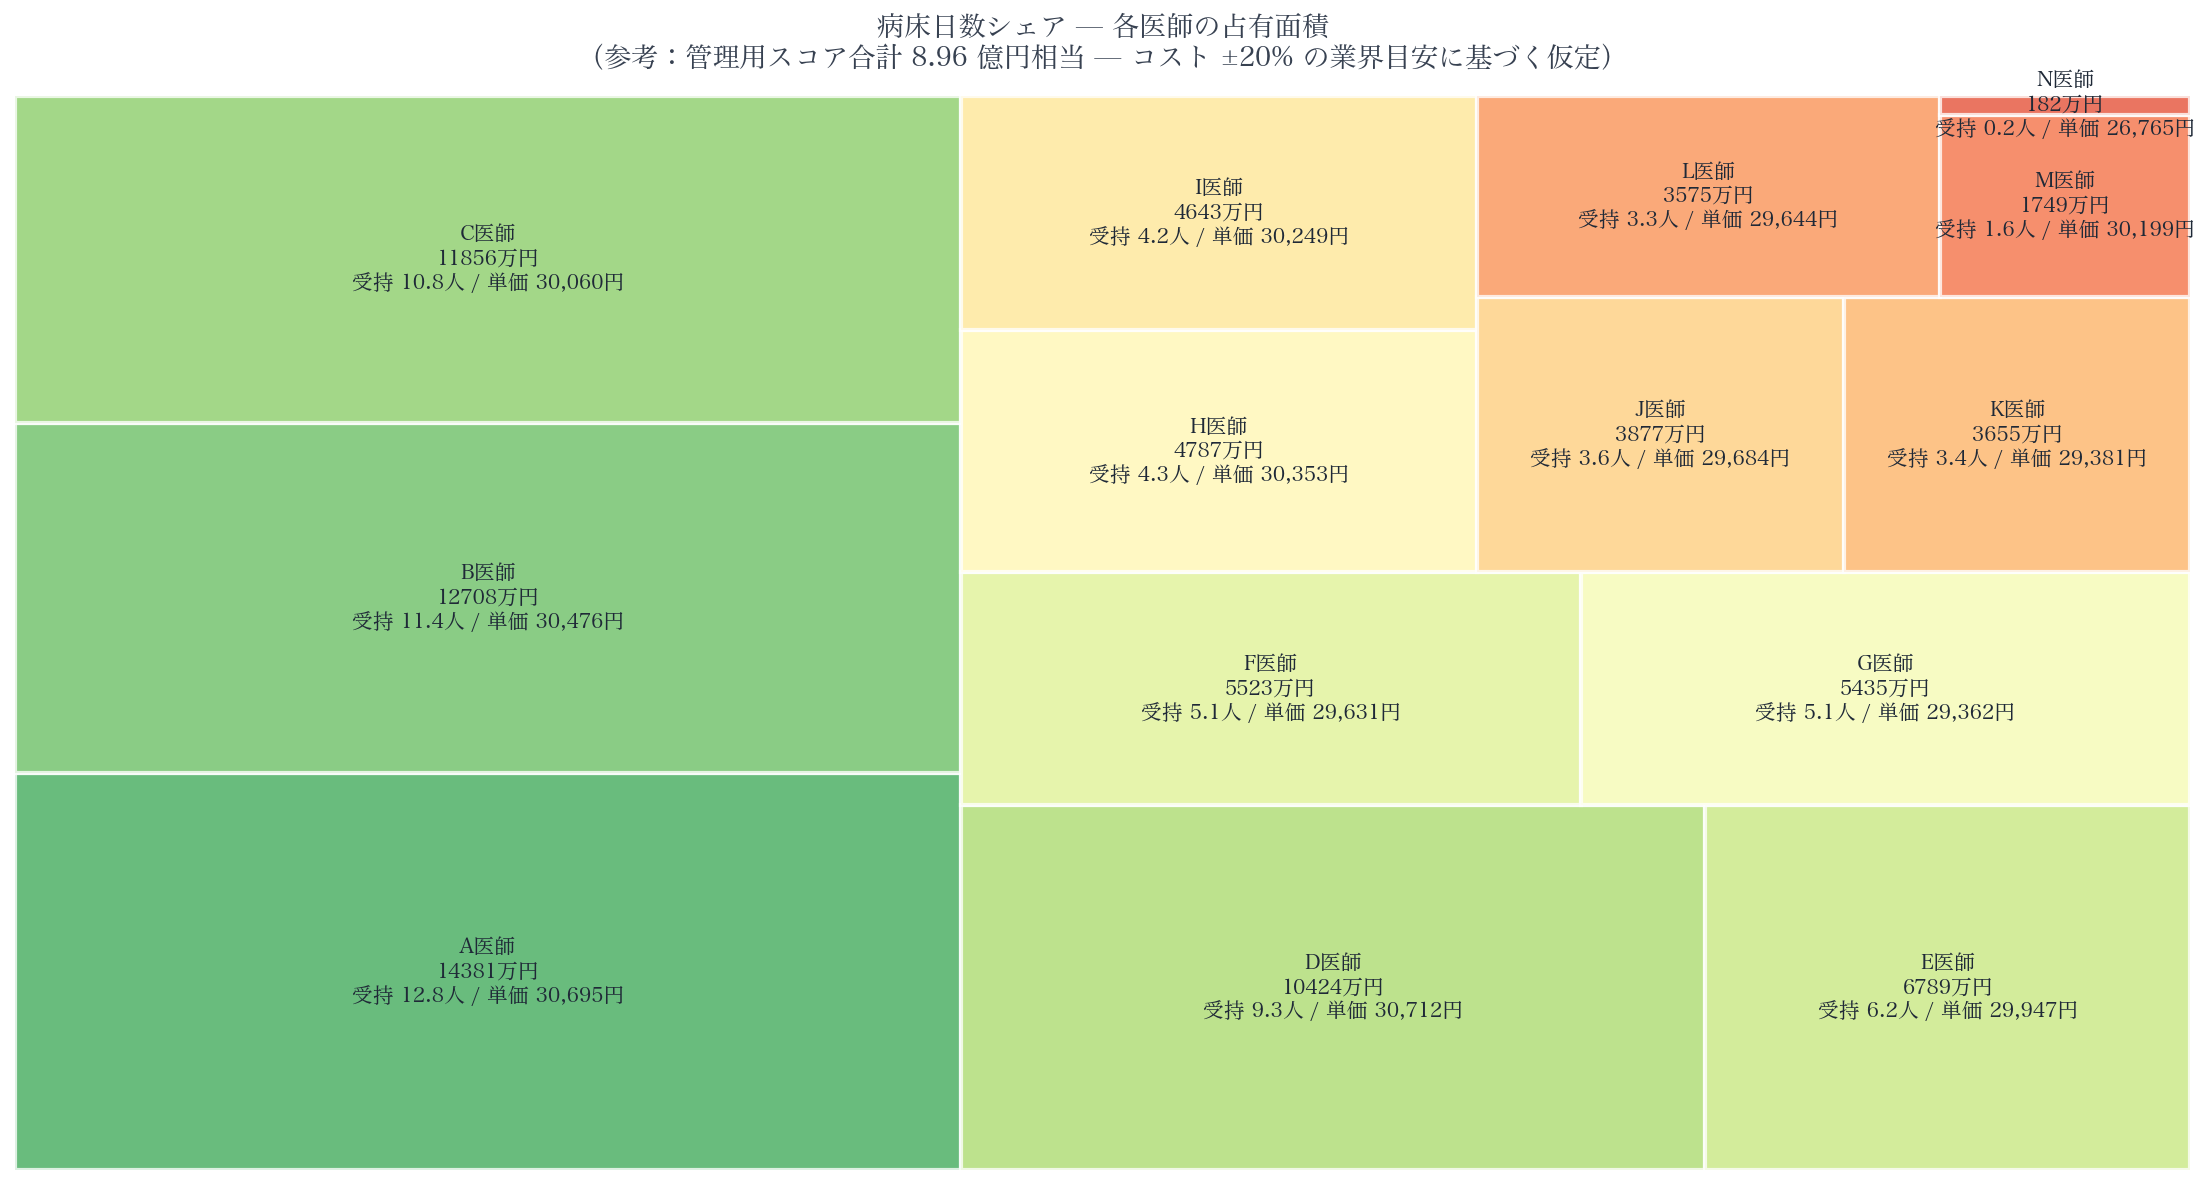 病床日数シェア — 各医師の占有面積
(参考：管理用スコア合計 8.96 億円相当 — コスト ±20% の業界目安に基づく仮定)
C医師
11856万円
受持 10.8人 / 単価 30,060円
B医師
12708万円
受持 11.4人 / 単価 30,476円
A医師
14381万円
受持 12.8人 / 単価 30,695円
I医師
4643万円
受持 4.2人 / 単価 30,249円
H医師
4787万円
受持 4.3人 / 単価 30,353円
L医師
3575万円
受持 3.3人 / 単価 29,644円
N医師
182万円
受持 0.2人 / 単価 26,765円
M医師
1749万円
受持 1.6人 / 単価 30,199円
J医師
3877万円
受持 3.6人 / 単価 29,684円
K医師
3655万円
受持 3.4人 / 単価 29,381円
F医師
5523万円
受持 5.1人 / 単価 29,631円
G医師
5435万円
受持 5.1人 / 単価 29,362円
D医師
10424万円
受持 9.3人 / 単価 30,712円
E医師
6789万円
受持 6.2人 / 単価 29,947円